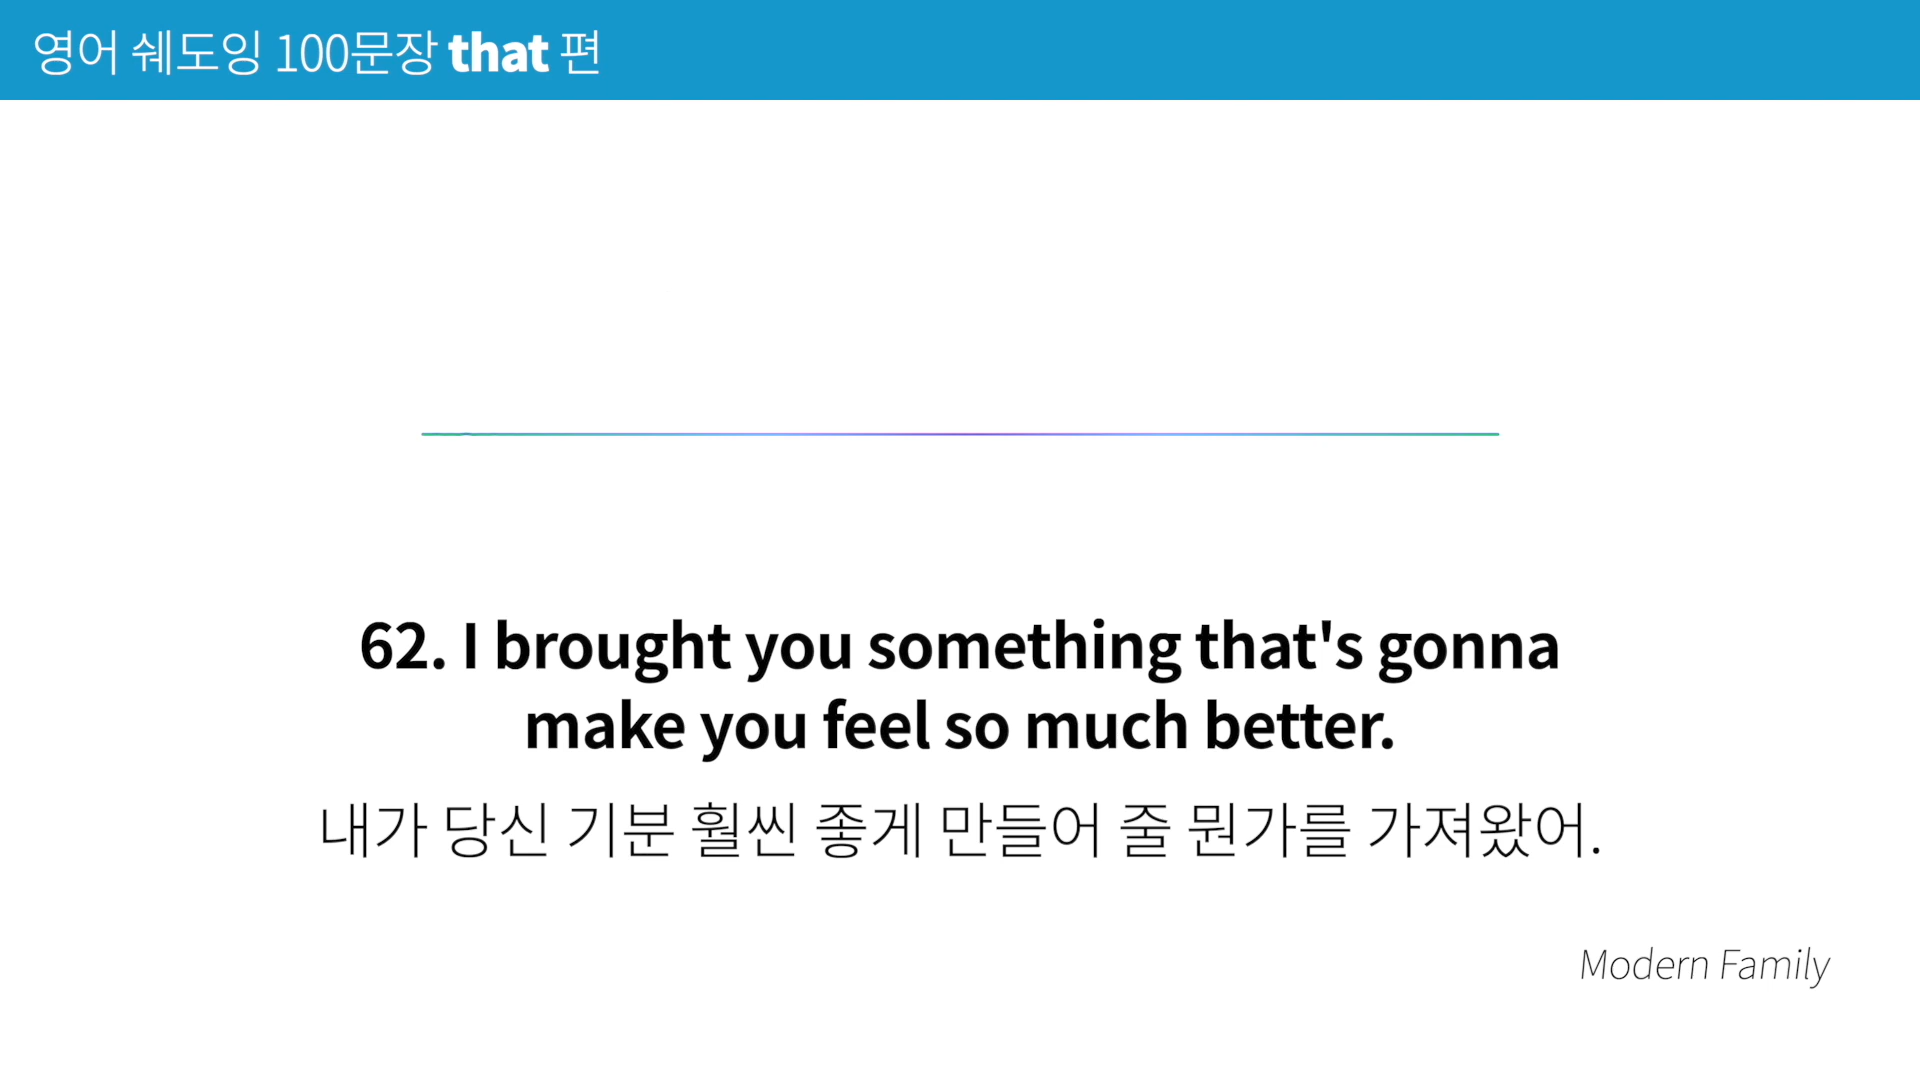 영어 쉐도잉 100문장 that 편
62. I brought you something that's gonna
make you feel so much better.
내가 당신 기분 훨씬 좋게 만들어 줄 뭔가를 가져왔어.
Modern Family